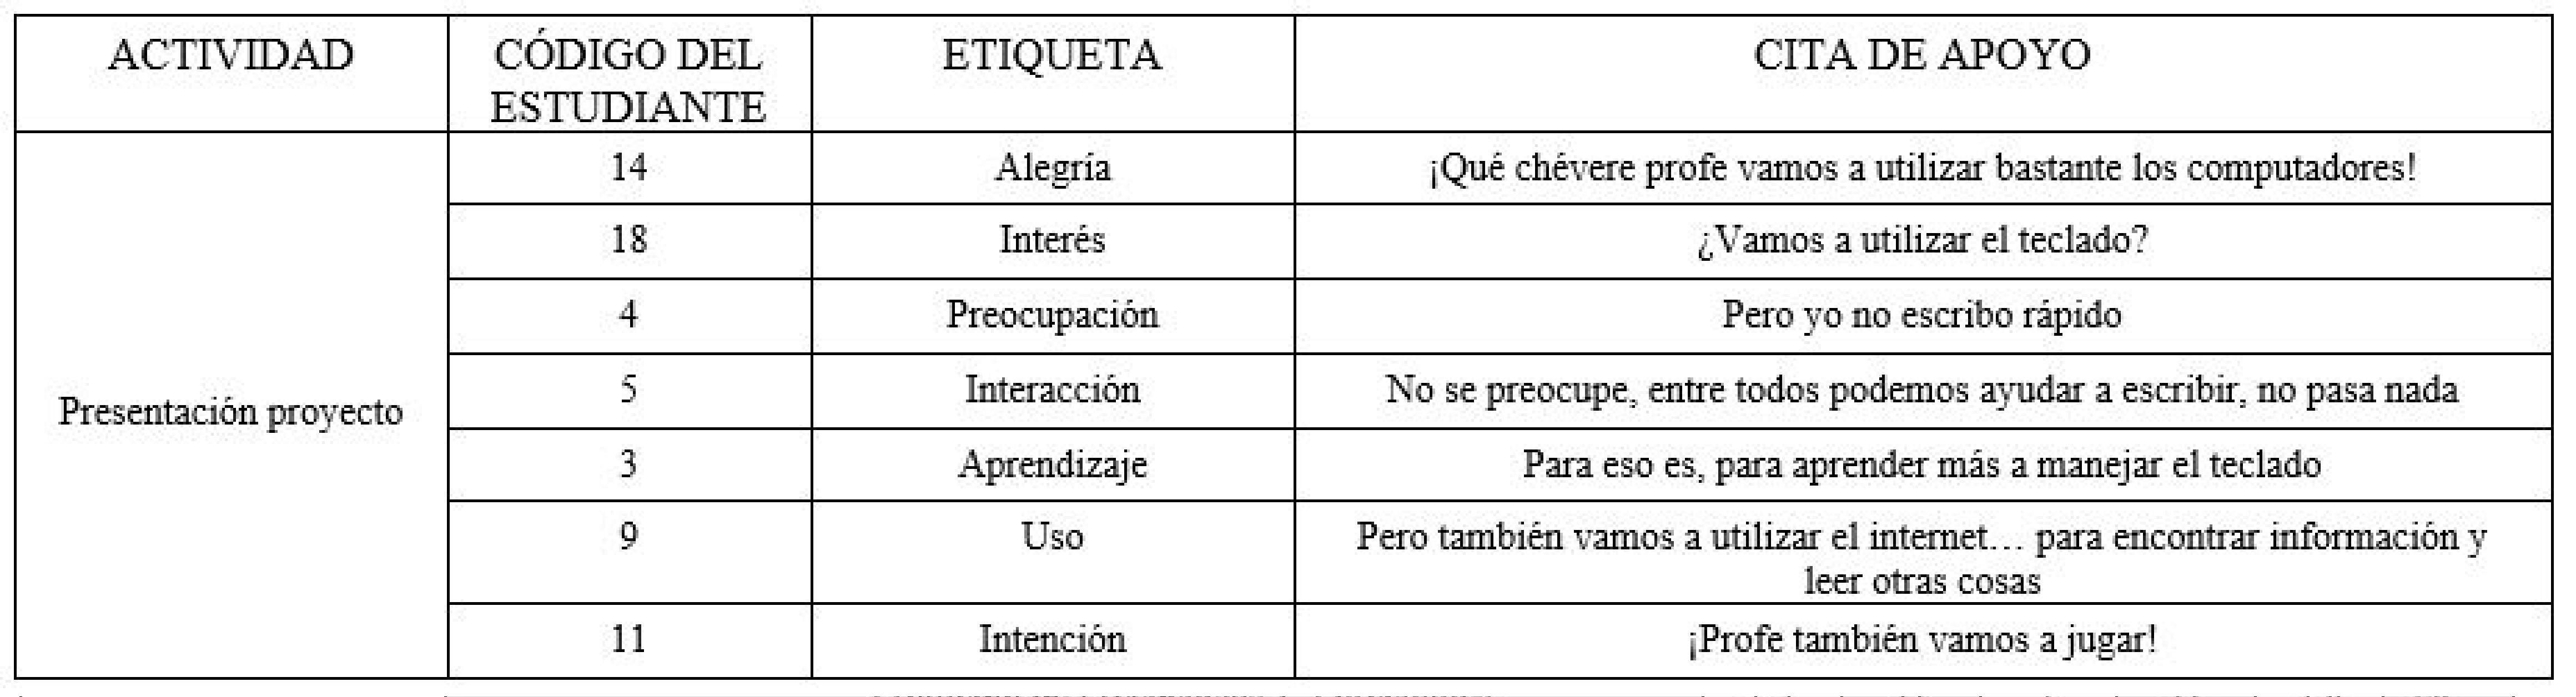 ACTIVIDAD CÓDIGO DEL ESTUDIANTE ETIQUETA CITA DE APOYO
Presentación proyecto
14 Alegría ¡Qué chévere profe vamos a utilizar bastante los computadores!
18 Interés ¿Vamos a utilizar el teclado?
4 Preocupación Pero yo no escribo rápido
5 Interacción No se preocupe, entre todos podemos ayudar a escribir, no pasa nada
3 Aprendizaje Para eso es, para aprender más a manejar el teclado
9 Uso Pero también vamos a utilizar el internet… para encontrar información y
leer otras cosas
11 Intención ¡Profe también vamos a jugar!